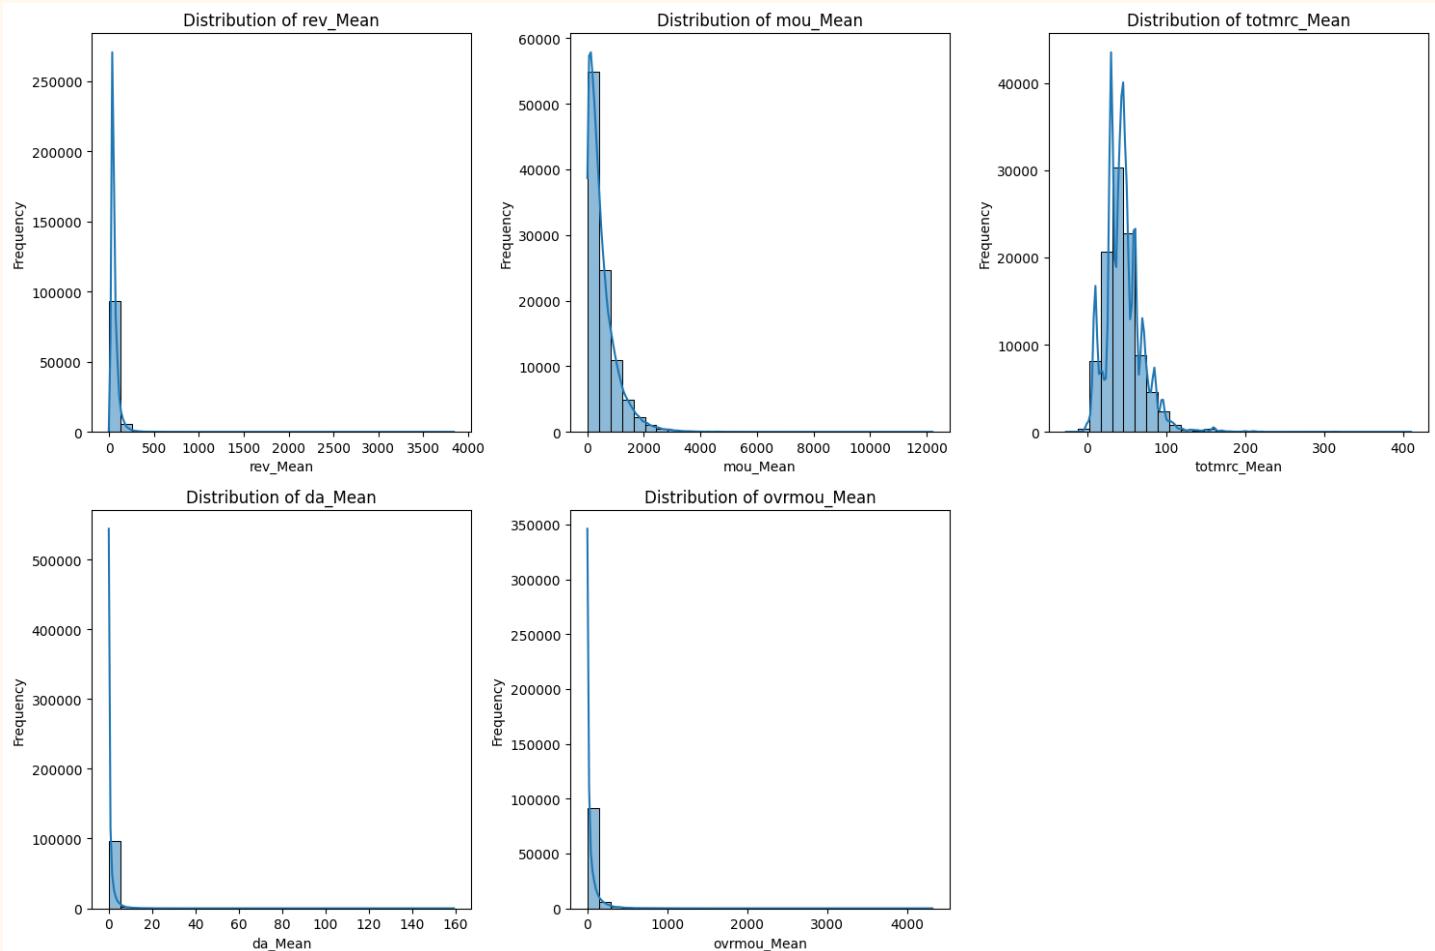 Distribution of rev_Mean
Frequency
250000
200000
150000
100000
50000
0
0 500 1000 1500 2000 2500 3000 3500 4000
rev_Mean
Distribution of mou_Mean
Frequency
60000
50000
40000
30000
20000
10000
0
0 2000 4000 6000 8000 10000 12000
mou_Mean
Distribution of totmrc_Mean
Frequency
40000
30000
20000
10000
0
0 100 200 300 400
totmrc_Mean
Distribution of da_Mean
Frequency
500000
400000
300000
200000
100000
0
0 20 40 60 80 100 120 140 160
da_Mean
Distribution of ovrmou_Mean
Frequency
350000
300000
250000
200000
150000
100000
50000
0
0 1000 2000 3000 4000
ovrmou_Mean